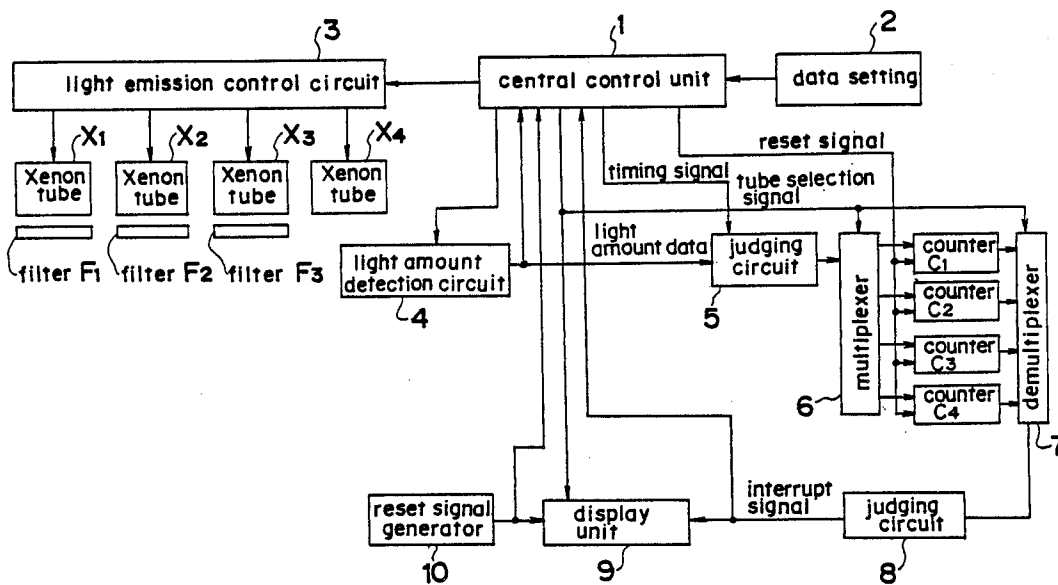 3
1
2
light emission control circuit
central control unit
data setting
X1
X2
X3
X4
Xenon tube
Xenon tube
Xenon tube
Xenon tube
reset signal
timing signal
tube selection signal
filter F1
filter F2
filter F3
light amount detection circuit
4
light amount data
judging circuit
5
multiplexer
6
counter C1
counter C2
counter C3
counter C4
demultiplexer
7
reset signal generator
10
display unit
9
interrupt signal
judging circuit
8